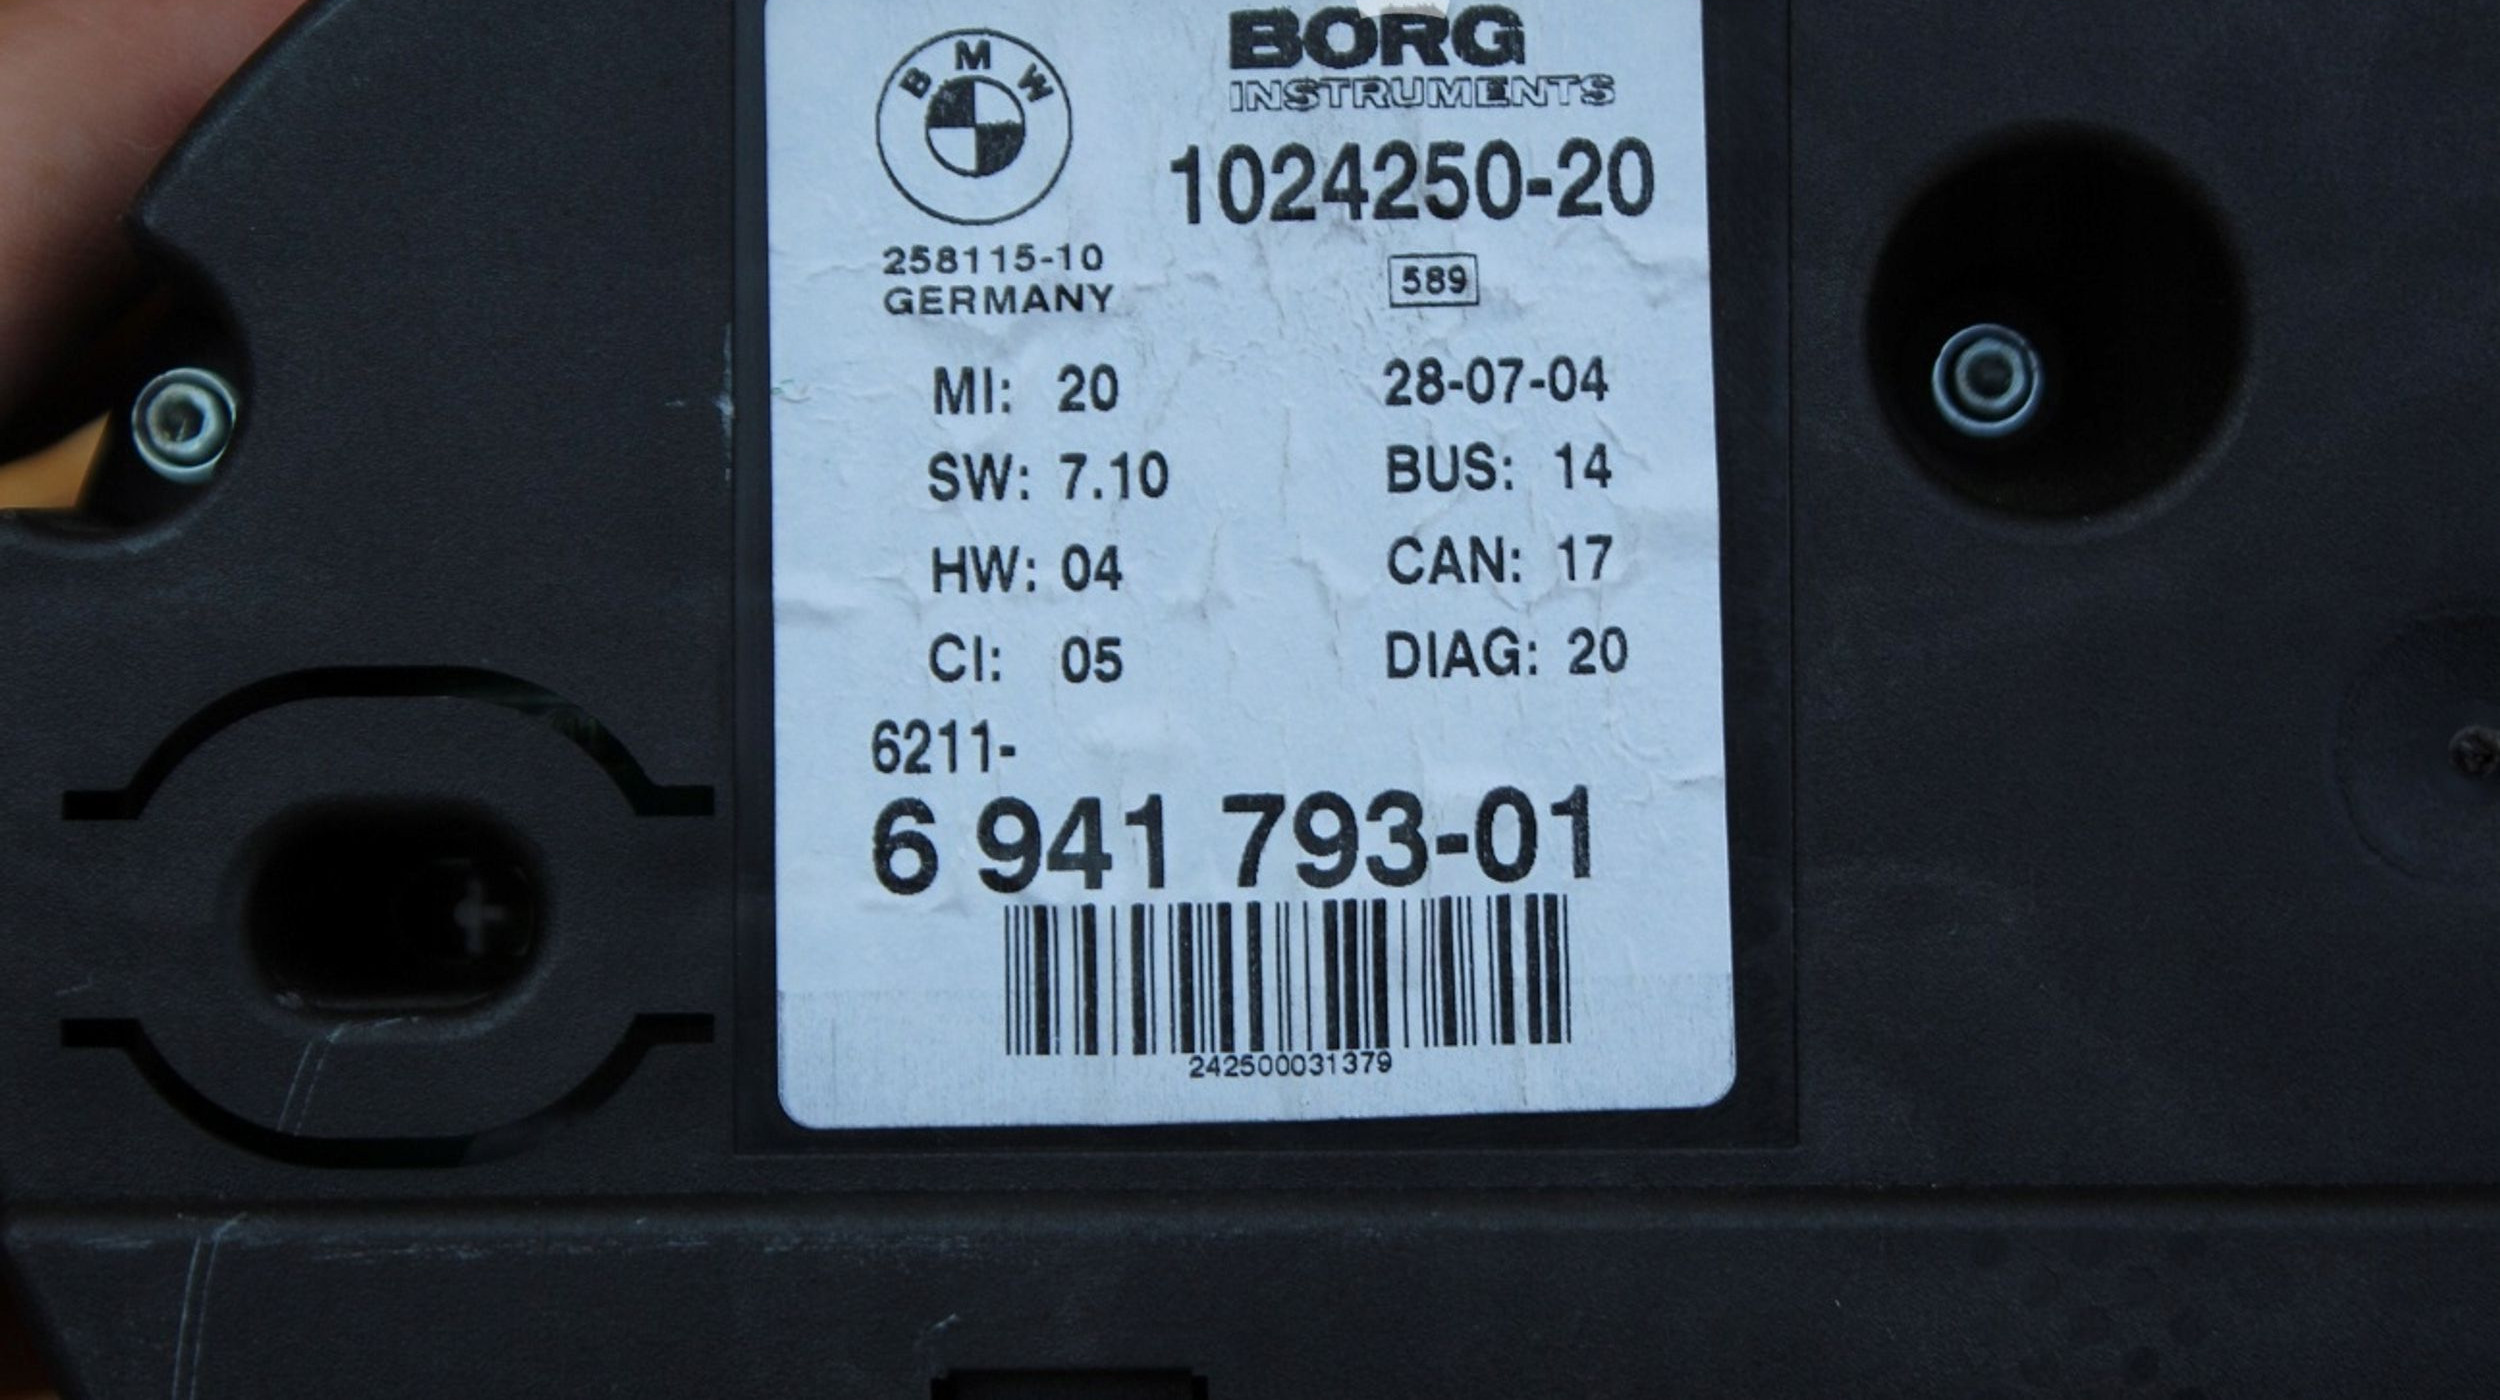 BMW
BORG
INSTRUMENTS
1024250-20
258115-10
GERMANY
589
MI: 20
28-07-04
SW: 7.10
BUS: 14
HW: 04
CAN: 17
CI: 05
DIAG: 20
6211-
6 941 793-01
242500031379